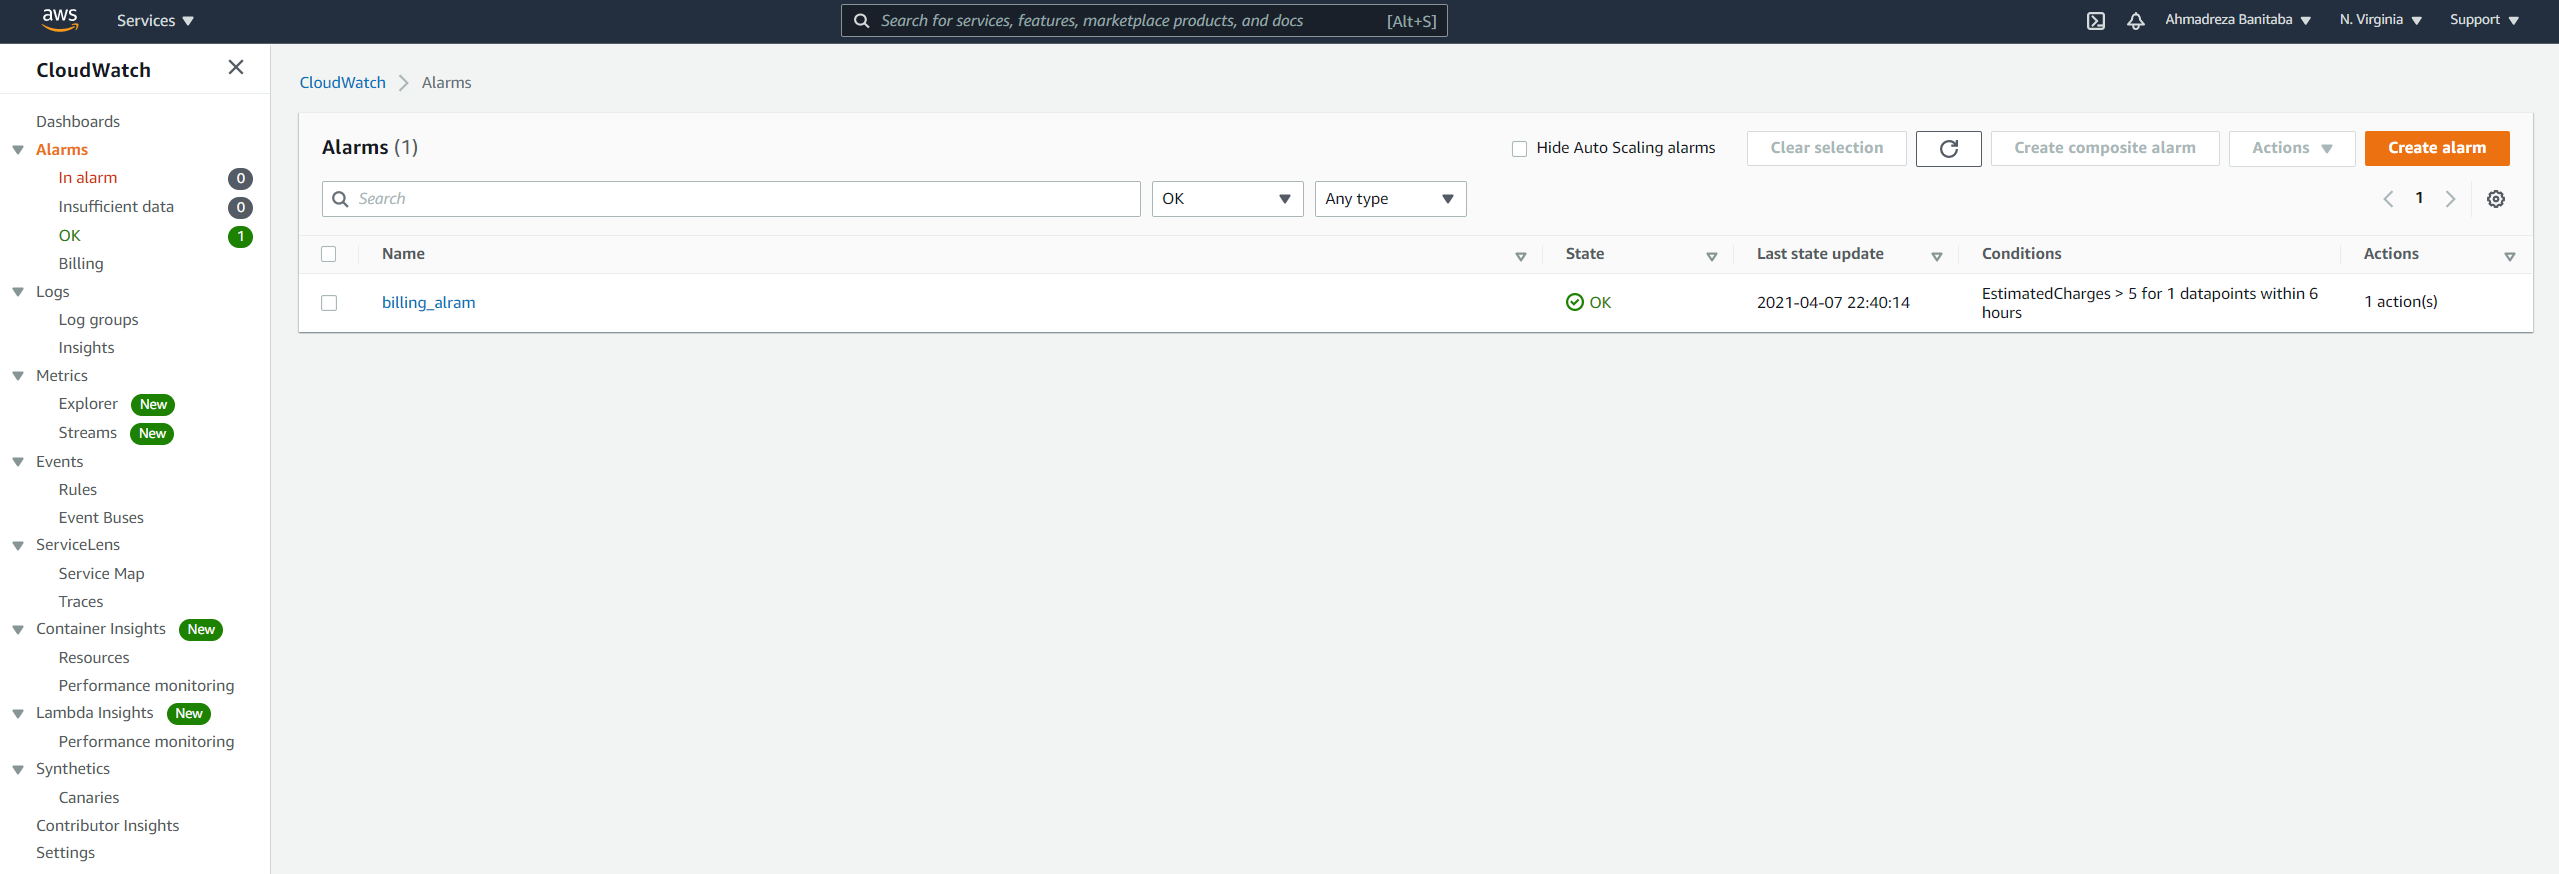 aws
Services
Search for services, features, marketplace products, and docs
[Alt+S]
Ahmadreza Banitaba
N. Virginia
Support
CloudWatch
Dashboards
Alarms
In alarm 0
Insufficient data 0
OK 1
Billing
Logs
Log groups
Insights
Metrics
Explorer New
Streams New
Events
Rules
Event Buses
ServiceLens
Service Map
Traces
Container Insights New
Resources
Performance monitoring
Lambda Insights New
Performance monitoring
Synthetics
Canaries
Contributor Insights
Settings
CloudWatch > Alarms
Alarms (1)
Hide Auto Scaling alarms
Clear selection
Create composite alarm
Actions
Create alarm
Search
OK
Any type
1
Name State Last state update Conditions Actions
billing_alram OK 2021-04-07 22:40:14 EstimatedCharges > 5 for 1 datapoints within 6
hours
1 action(s)